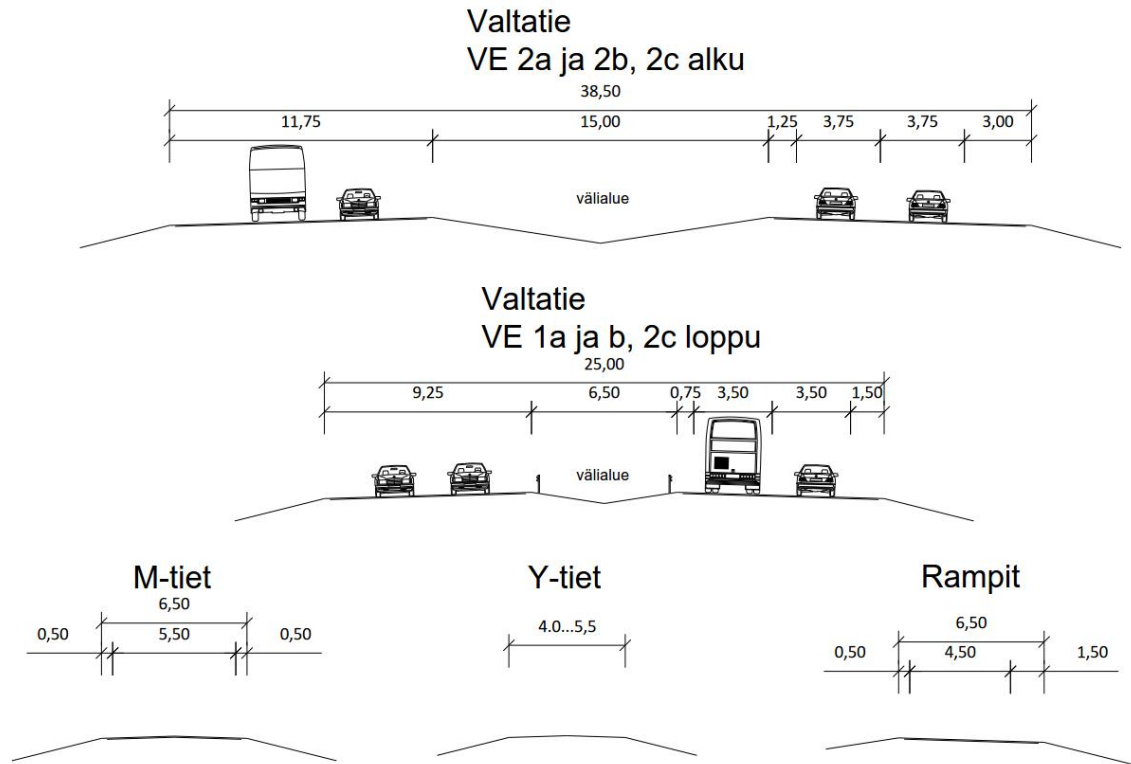 Valtatie
VE 2a ja 2b, 2c alku
38,50
11,75 15,00 1,25 3,75 3,75 3,00
välialue
Valtatie
VE 1a ja b, 2c loppu
25,00
9,25 6,50 0,75 3,50 3,50 1,50
välialue
M-tiet
6,50
0,50 5,50 0,50
Y-tiet
4.0...5,5
Rampit
6,50
0,50 4,50 1,50